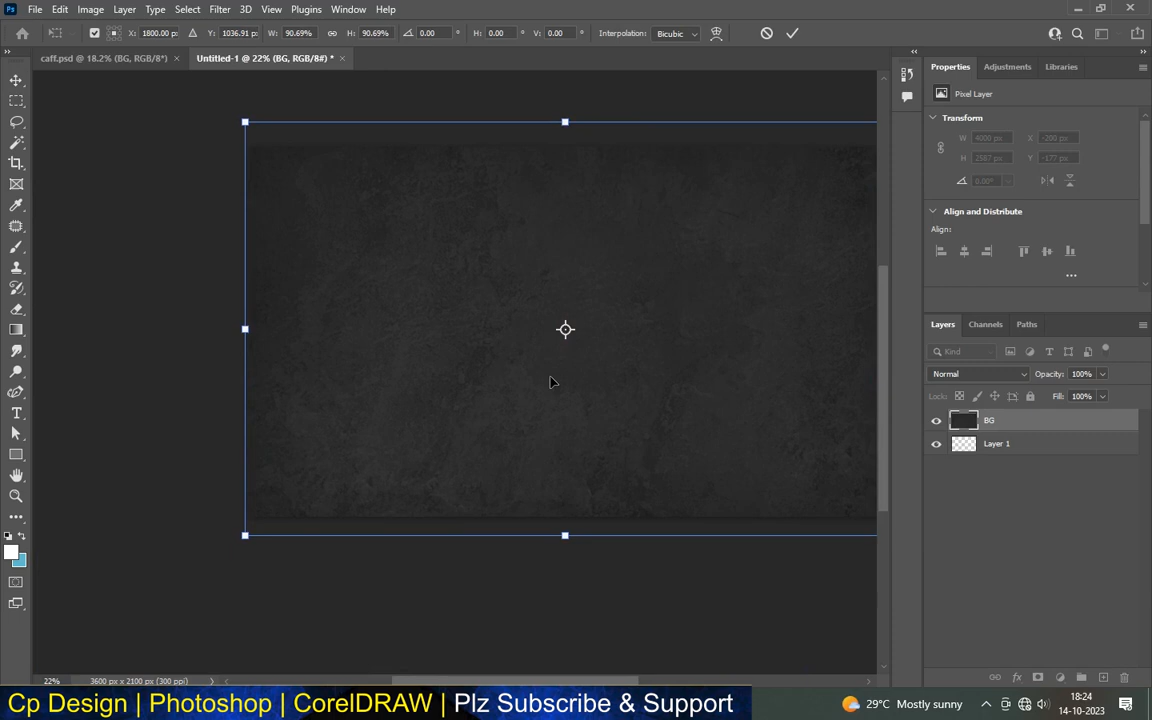 Ps File Edit Image Layer Type Select Filter 3D View Plugins Window Help
X: 1800.00 px Y: 1036.91 px W: 90.69% H: 90.69% 0.00 ° H: 0.00 ° V: 0.00 ° Interpolation: Bicubic
caff.psd @ 18.2% (BG, RGB/8*) × Untitled-1 @ 22% (BG, RGB/8#) * ×
Properties Adjustments Libraries
Pixel Layer
Transform
W 4000 px X -200 px
H 2587 px Y -177 px
0.00°
Align and Distribute
Align:
Layers Channels Paths
Kind
Normal Opacity: 100%
Lock: Fill: 100%
BG
Layer 1
22% 3600 px x 2100 px (300 ppi)
Cp Design | Photoshop | CorelDRAW | Plz Subscribe & Support
29°C Mostly sunny
18:24
14-10-2023